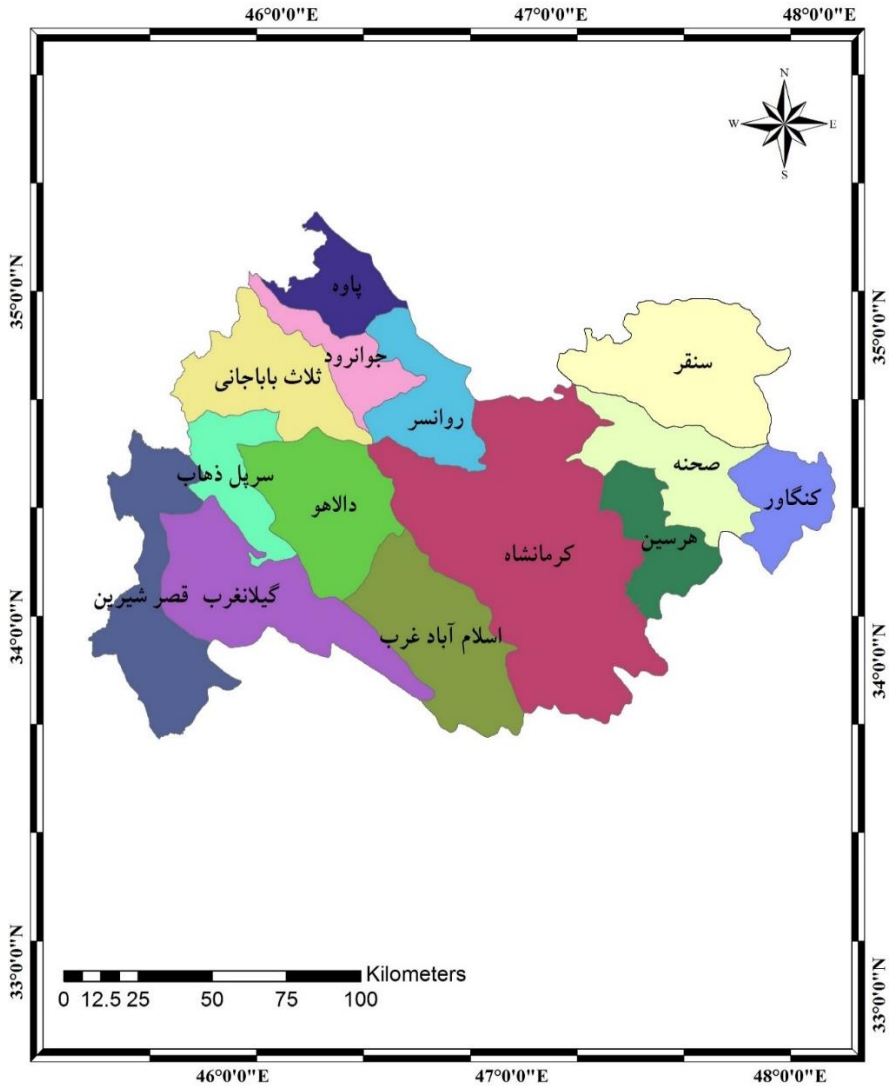 46°0'0"E 47°0'0"E 48°0'0"E
N
W E
S
35°0'0"N 35°0'0"N
پاوه
جوانرود
ثلاث باباجانی
روانسر
سنقر
صحنه
کنگاور
سرپل ذهاب
دالاهو
هرسین
کرمانشاه
قصر شیرین
گیلانغرب
اسلام آباد غرب
34°0'0"N 34°0'0"N
33°0'0"N 33°0'0"N
Kilometers
0 12.5 25 50 75 100
46°0'0"E 47°0'0"E 48°0'0"E